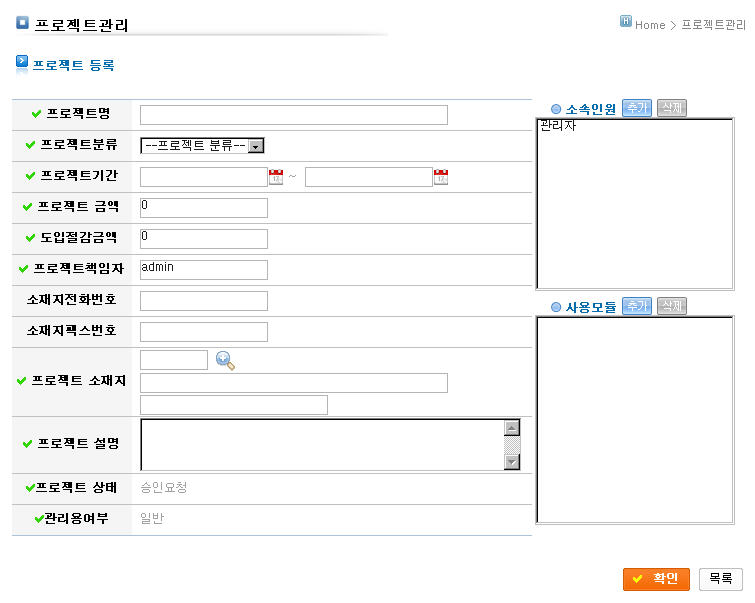 프로젝트관리
Home > 프로젝트관리
프로젝트 등록
프로젝트명
프로젝트분류 --프로젝트 분류--
프로젝트기간 ~
프로젝트 금액 0
도입절감금액 0
프로젝트책임자 admin
소재지전화번호
소재지팩스번호
프로젝트 소재지
프로젝트 설명
프로젝트 상태 승인요청
관리용여부 일반
소속인원 추가 삭제
관리자
사용모듈 추가 삭제
확인 목록